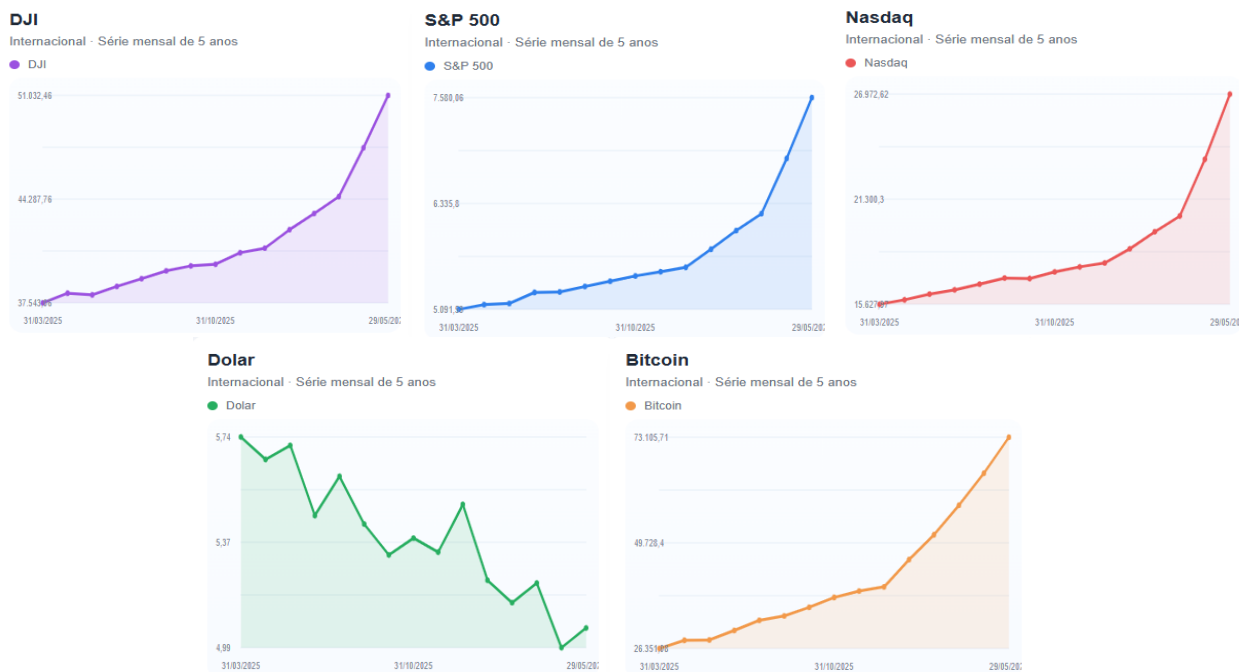 DJI
Internacional · Série mensal de 5 anos
DJI
51.032,46
44.287,76
31/03/2025
31/10/2025
S&P 500
Internacional · Série mensal de 5 anos
S&P 500
7.580,06
6.335,8
31/03/2025
31/10/2025
Nasdaq
Internacional · Série mensal de 5 anos
Nasdaq
26.972,62
21.300,3
31/03/2025
31/10/2025
Dolar
Internacional · Série mensal de 5 anos
Dolar
5,74
5,37
4,99
31/03/2025
31/10/2025
Bitcoin
Internacional · Série mensal de 5 anos
Bitcoin
73.105,71
49.728,4
31/03/2025
31/10/2025